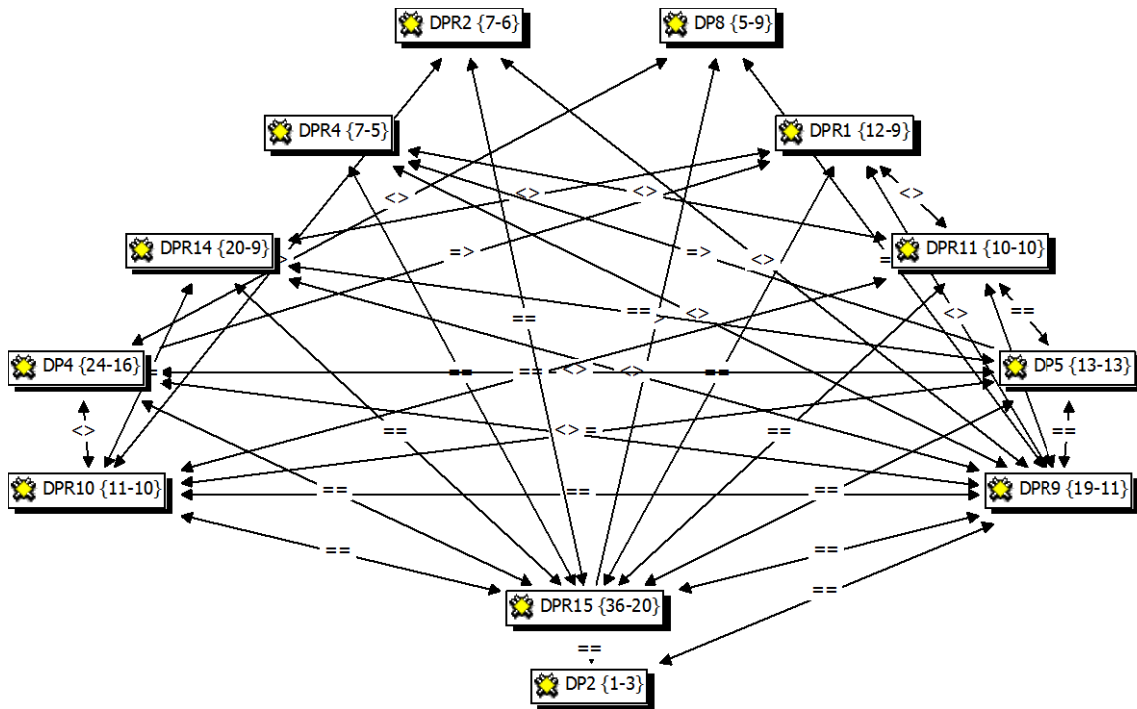 DPR2 {7-6}
DP8 {5-9}
DPR4 {7-5}
DPR1 {12-9}
<>
<>
<>
<>
DPR14 {20-9}
>
=>
=>
=
DPR11 {10-10}
<>
==
==
<>
<>
==
>
DP4 {24-16}
=
==
==
<>
<>
==
DP5 {13-13}
<>
==
<>=
==
==
DPR10 {11-10}
==
==
==
DPR9 {19-11}
==
==
==
DPR15 {36-20}
==
DP2 {1-3}